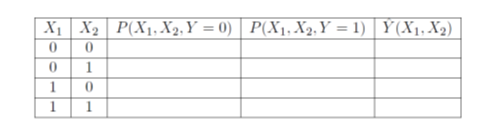 X₁ X₂ P(X₁, X₂, Y = 0) P(X₁, X₂, Y = 1) Ŷ(X₁, X₂)
0 0
0 1
1 0
1 1